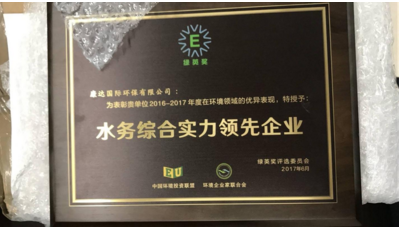 E
绿英奖
康达国际环保有限公司：
为表彰贵单位2016-2017年度在环境领域的优异表现，特授予：
水务综合实力领先企业
绿英奖评选委员会
2017年6月
EU
中国环境投资联盟 环境企业家联合会